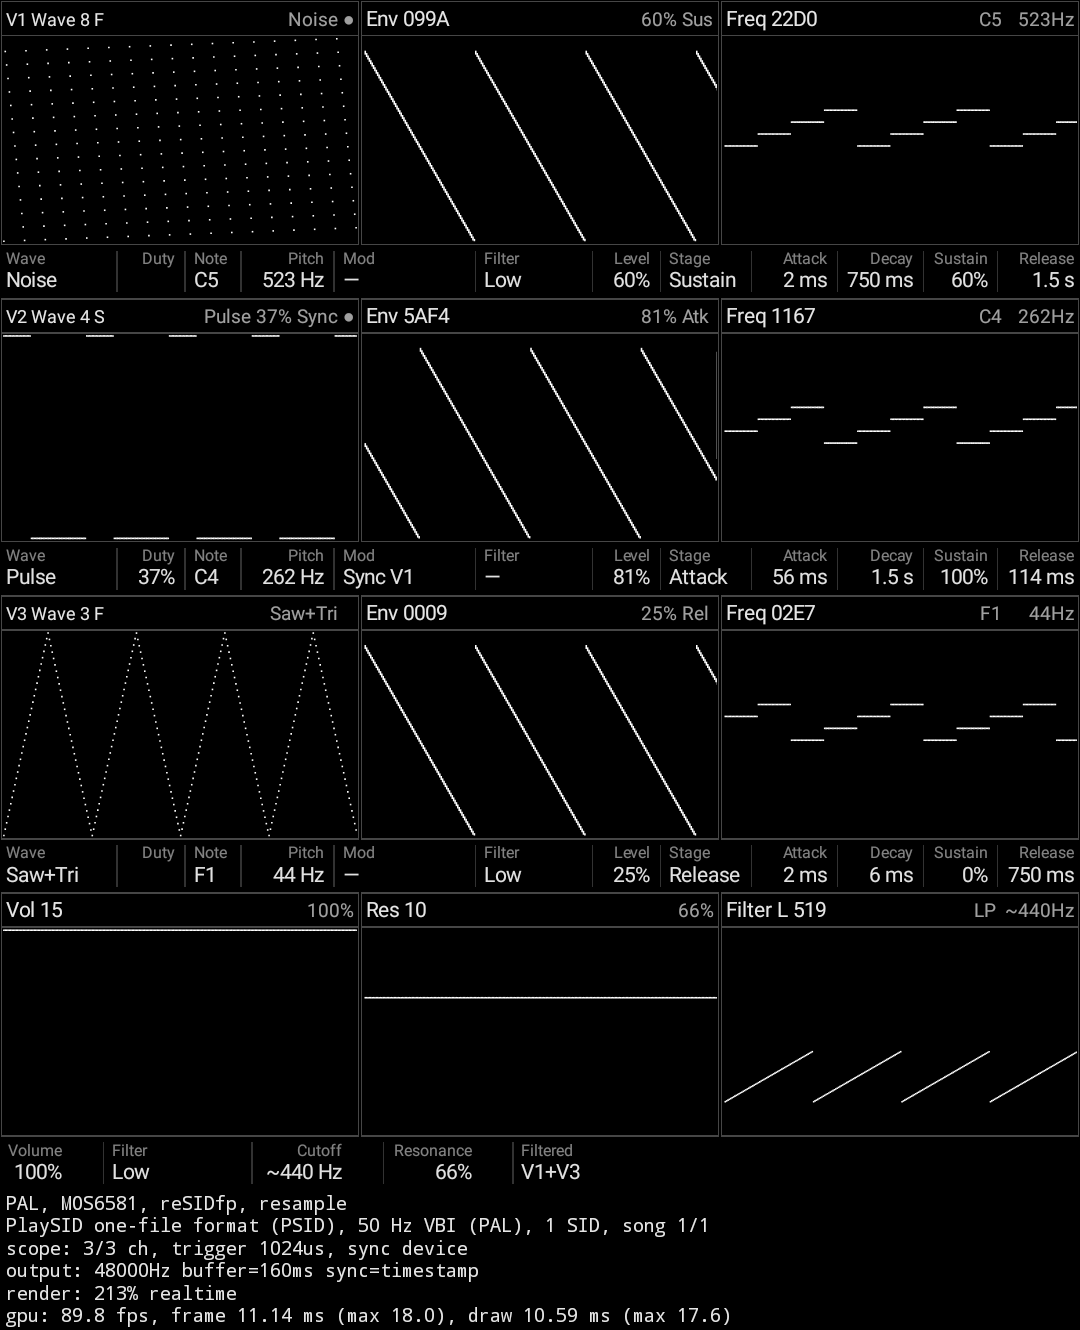 V1 Wave 8 F Noise ● Env 099A 60% Sus Freq 22D0 C5 523Hz
Wave Duty Note Pitch Mod Filter Level Stage Attack Decay Sustain Release
Noise C5 523 Hz — Low 60% Sustain 2 ms 750 ms 60% 1.5 s
V2 Wave 4 S Pulse 37% Sync ● Env 5AF4 81% Atk Freq 1167 C4 262Hz
Wave Duty Note Pitch Mod Filter Level Stage Attack Decay Sustain Release
Pulse 37% C4 262 Hz Sync V1 — 81% Attack 56 ms 1.5 s 100% 114 ms
V3 Wave 3 F Saw+Tri Env 0009 25% Rel Freq 02E7 F1 44Hz
Wave Duty Note Pitch Mod Filter Level Stage Attack Decay Sustain Release
Saw+Tri F1 44 Hz — Low 25% Release 2 ms 6 ms 0% 750 ms
Vol 15 100% Res 10 66% Filter L 519 LP ~440Hz
Volume Filter Cutoff Resonance Filtered
100% Low ~440 Hz 66% V1+V3
PAL, MOS6581, reSIDfp, resample
PlaySID one-file format (PSID), 50 Hz VBI (PAL), 1 SID, song 1/1
scope: 3/3 ch, trigger 1024us, sync device
output: 48000Hz buffer=160ms sync=timestamp
render: 213% realtime
gpu: 89.8 fps, frame 11.14 ms (max 18.0), draw 10.59 ms (max 17.6)